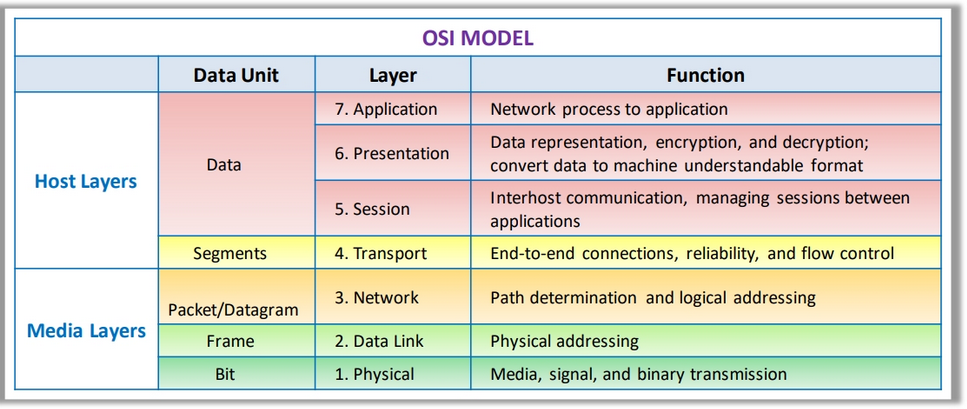 OSI MODEL
Data Unit
Layer
Function
Host Layers
Data
7. Application
Network process to application
6. Presentation
Data representation, encryption, and decryption;
convert data to machine understandable format
5. Session
Interhost communication, managing sessions between
applications
Segments
4. Transport
End-to-end connections, reliability, and flow control
Media Layers
Packet/Datagram
3. Network
Path determination and logical addressing
Frame
2. Data Link
Physical addressing
Bit
1. Physical
Media, signal, and binary transmission